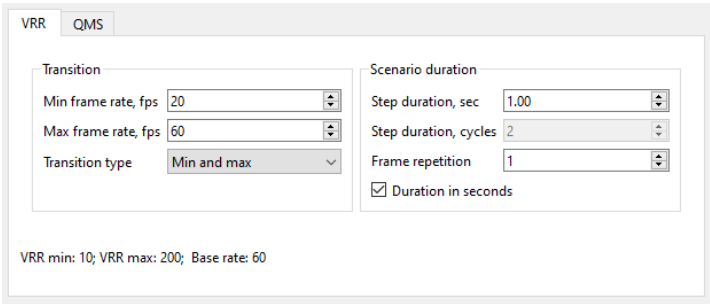 VRR QMS
Transition
Min frame rate, fps 20
Max frame rate, fps 60
Transition type Min and max
Scenario duration
Step duration, sec 1.00
Step duration, cycles 2
Frame repetition 1
Duration in seconds
VRR min: 10; VRR max: 200;  Base rate: 60